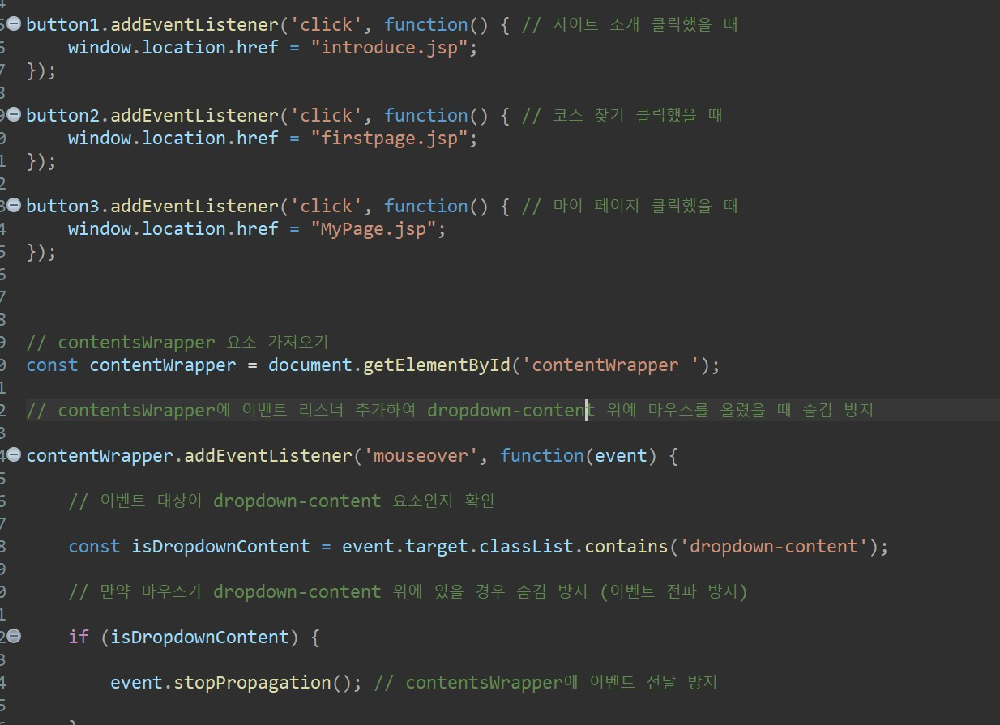 button1.addEventListener('click', function() { // 사이트 소개 클릭했을 때
window.location.href = "introduce.jsp";
});
button2.addEventListener('click', function() { // 코스 찾기 클릭했을 때
window.location.href = "firstpage.jsp";
});
button3.addEventListener('click', function() { // 마이 페이지 클릭했을 때
window.location.href = "MyPage.jsp";
});
// contentsWrapper 요소 가져오기
const contentWrapper = document.getElementById('contentWrapper ');
// contentsWrapper에 이벤트 리스너 추가하여 dropdown-content 위에 마우스를 올렸을 때 숨김 방지
contentWrapper.addEventListener('mouseover', function(event) {
// 이벤트 대상이 dropdown-content 요소인지 확인
const isDropdownContent = event.target.classList.contains('dropdown-content');
// 만약 마우스가 dropdown-content 위에 있을 경우 숨김 방지 (이벤트 전파 방지)
if (isDropdownContent) {
event.stopPropagation(); // contentsWrapper에 이벤트 전달 방지